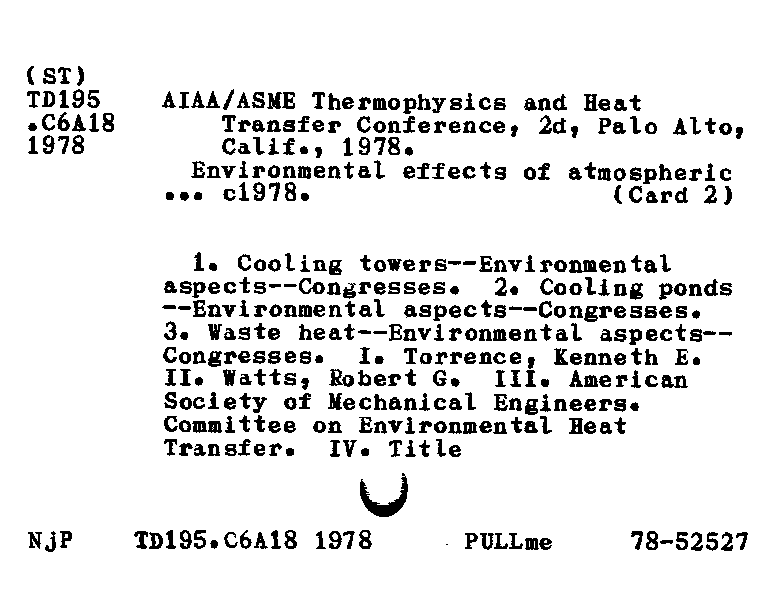 (ST)
TD195 AIAA/ASME Thermophysics and Heat
.C6A18 Transfer Conference, 2d, Palo Alto,
1978 Calif., 1978.
Environmental effects of atmospheric
... c1978. (Card 2)
1. Cooling towers--Environmental
aspects--Congresses. 2. Cooling ponds
--Environmental aspects--Congresses.
3. Waste heat--Environmental aspects--
Congresses. I. Torrence, Kenneth E.
II. Watts, Robert G. III. American
Society of Mechanical Engineers.
Committee on Environmental Heat
Transfer. IV. Title
NjP TD195.C6A18 1978 PULLme 78-52527